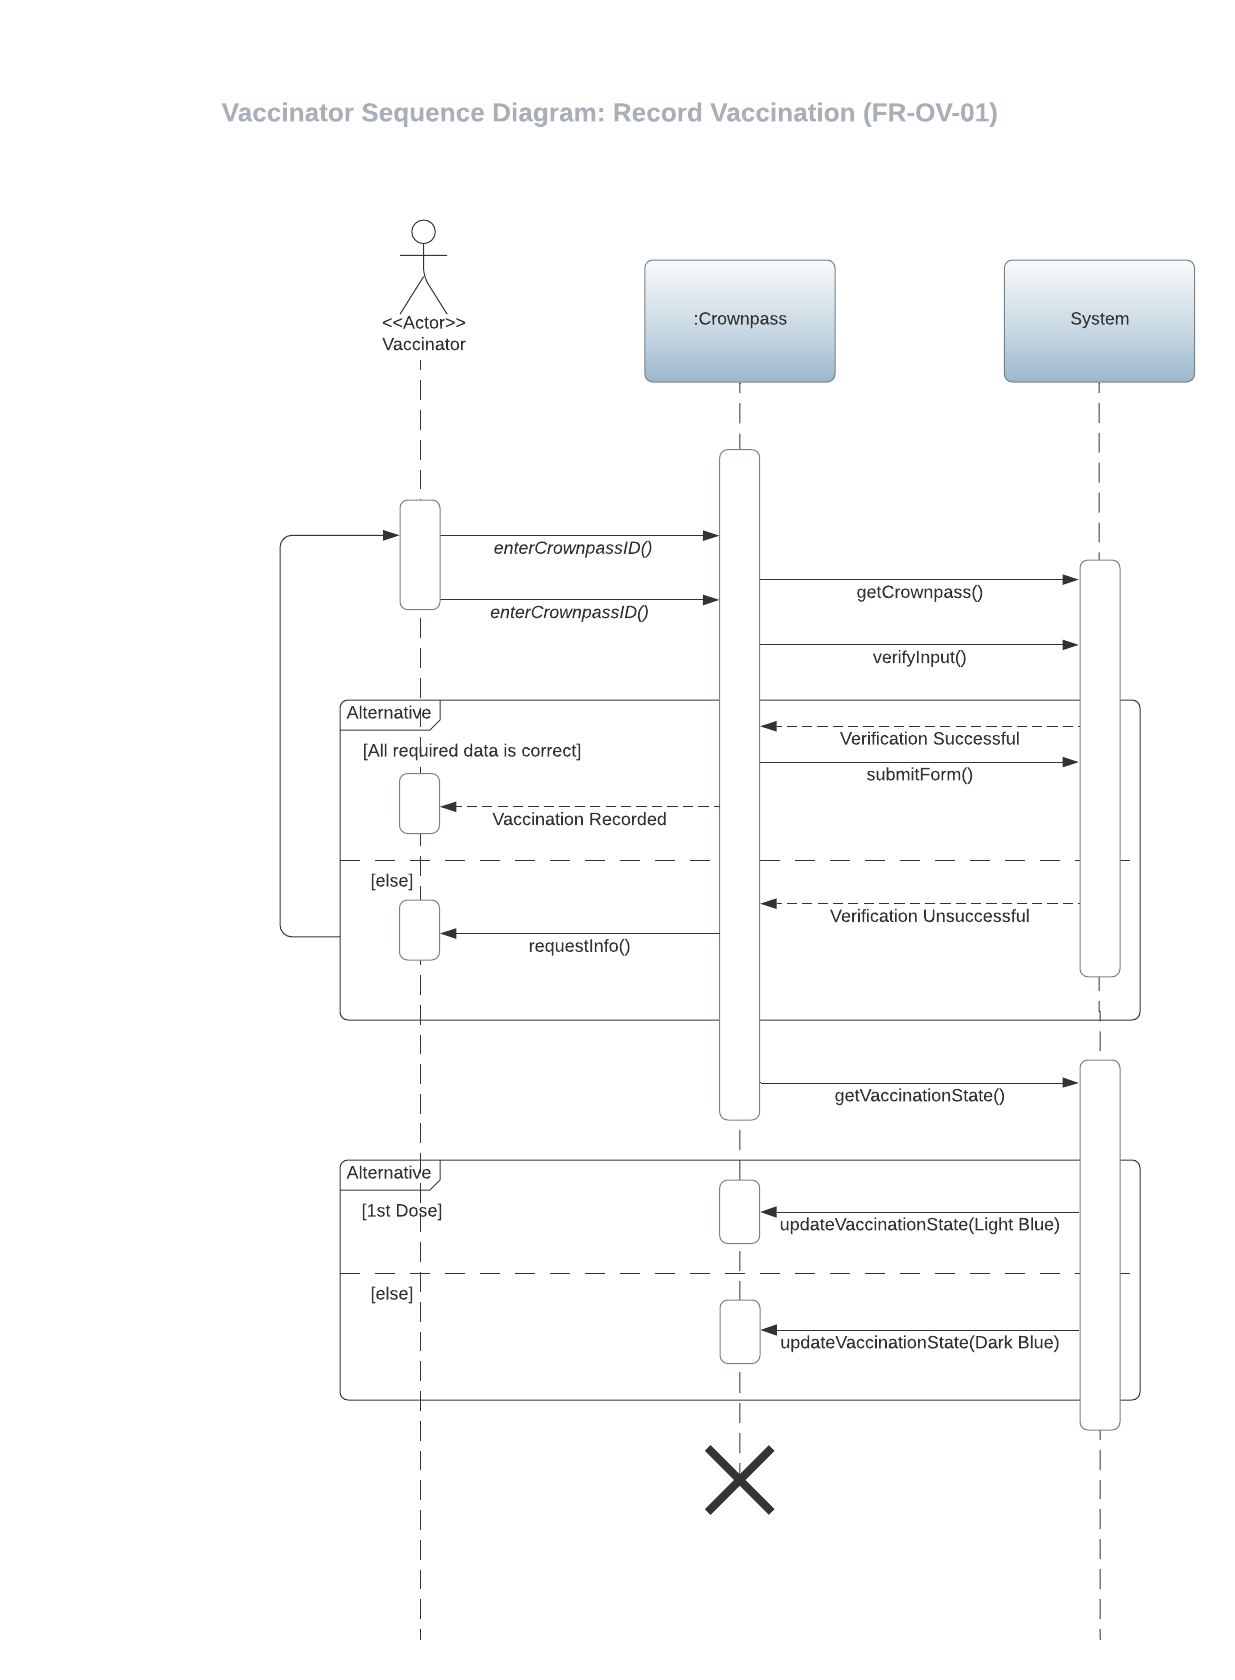 Vaccinator Sequence Diagram: Record Vaccination (FR-OV-01)
<<Actor>>
Vaccinator
:Crownpass
System
enterCrownpassID()
getCrownpass()
enterCrownpassID()
verifyInput()
Alternative
Verification Successful
[All required data is correct]
submitForm()
Vaccination Recorded
[else]
Verification Unsuccessful
requestInfo()
getVaccinationState()
Alternative
[1st Dose]
updateVaccinationState(Light Blue)
[else]
updateVaccinationState(Dark Blue)